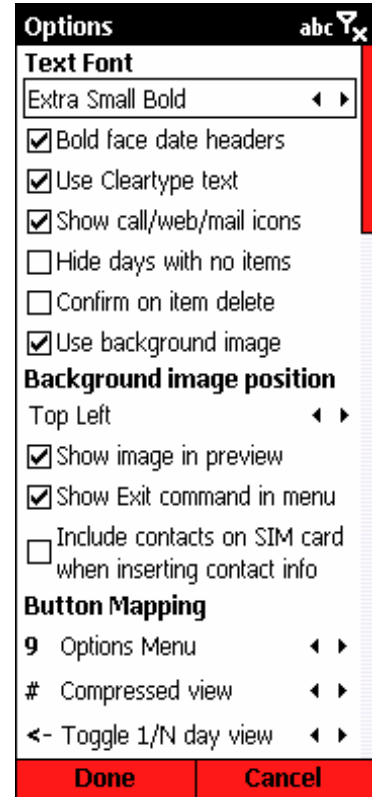 Options abc
Text Font
Extra Small Bold
Bold face date headers
Use Cleartype text
Show call/web/mail icons
Hide days with no items
Confirm on item delete
Use background image
Background image position
Top Left
Show image in preview
Show Exit command in menu
Include contacts on SIM card
when inserting contact info
Button Mapping
9 Options Menu
# Compressed view
<- Toggle 1/N day view
Done Cancel